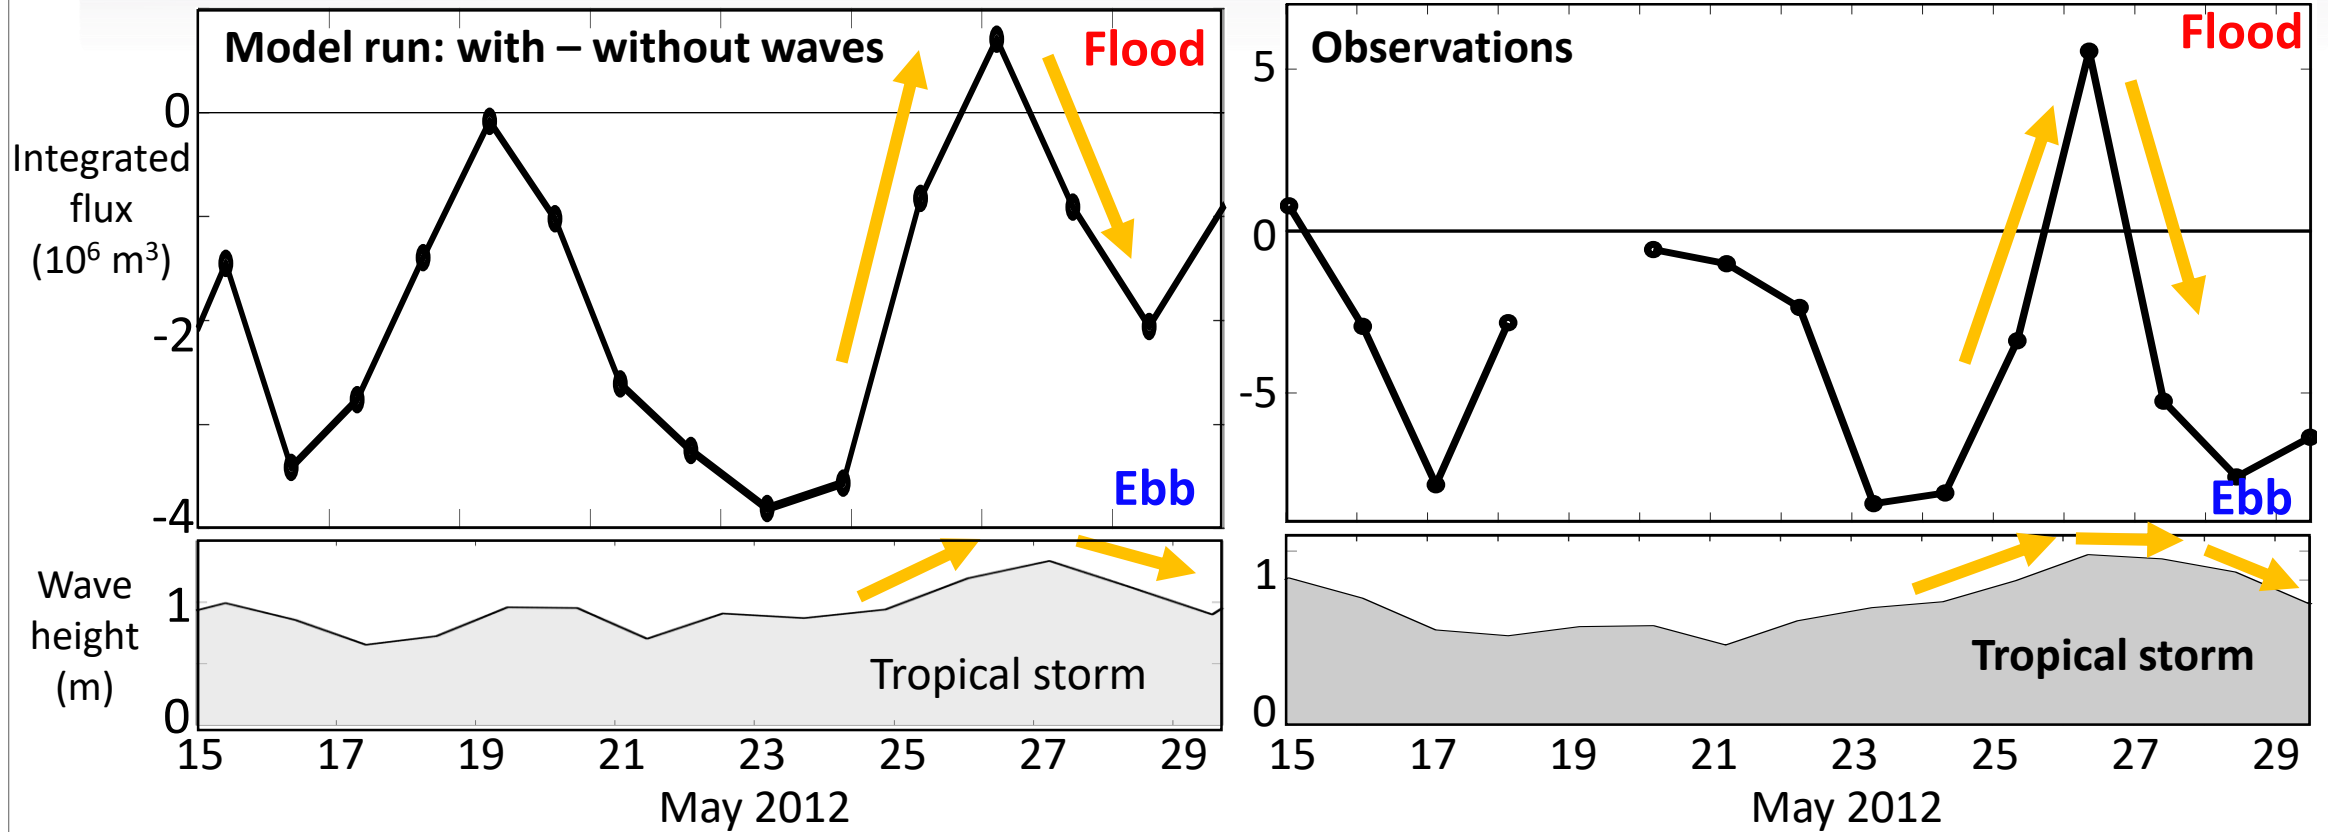 Model run: with – without waves
Flood
0
Integrated
flux
(10⁶ m³)
-2
Ebb
-4
Wave
height
(m)
1
0
Tropical storm
15 17 19 21 23 25 27 29
May 2012
Observations
Flood
5
0
-5
Ebb
1
0
Tropical storm
15 17 19 21 23 25 27 29
May 2012